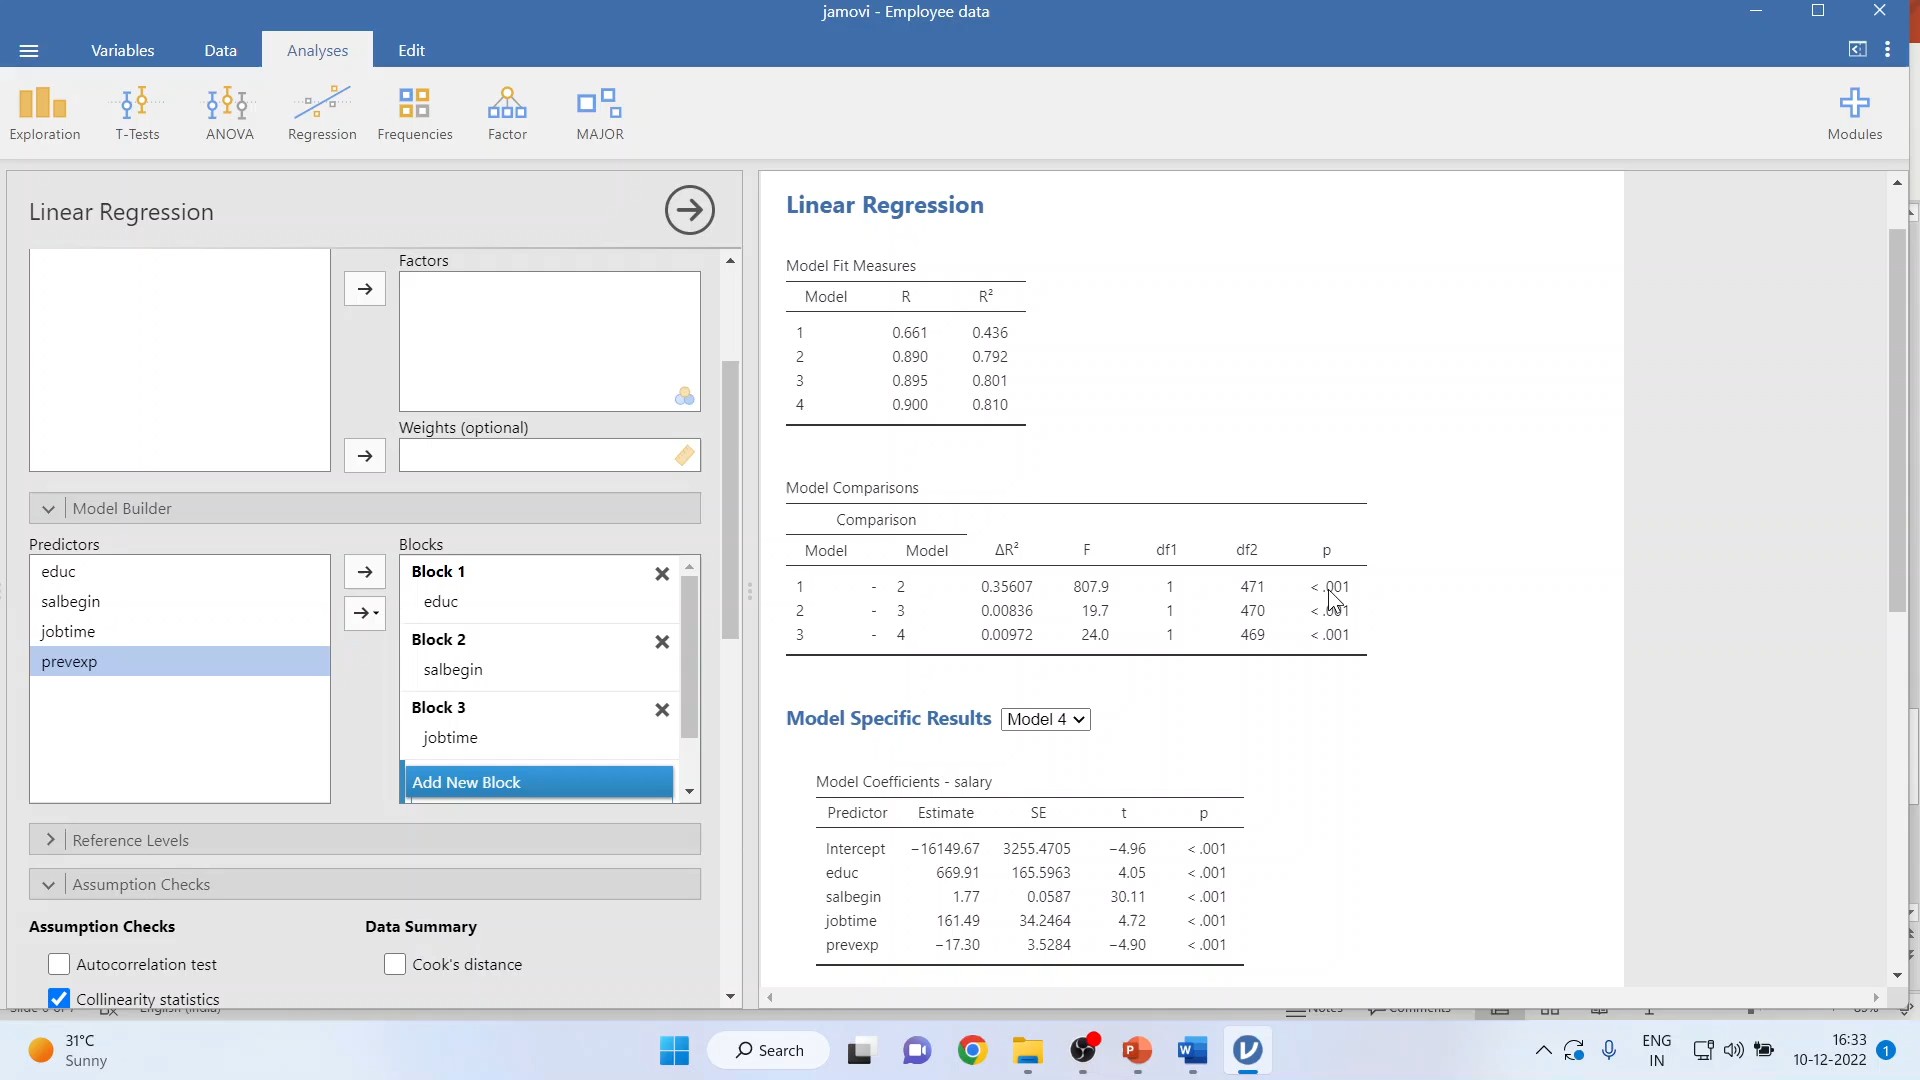 jamovi - Employee data
Variables Data Analyses Edit
Exploration T-Tests ANOVA Regression Frequencies Factor MAJOR Modules
Linear Regression
Factors
Weights (optional)
Model Builder
Predictors
educ
salbegin
jobtime
prevexp
Blocks
Block 1
educ
Block 2
salbegin
Block 3
jobtime
Add New Block
Reference Levels
Assumption Checks
Assumption Checks
Autocorrelation test
Collinearity statistics
Data Summary
Cook's distance
Linear Regression
Model Fit Measures
Model R R²
1 0.661 0.436
2 0.890 0.792
3 0.895 0.801
4 0.900 0.810
Model Comparisons
Comparison
Model Model ΔR² F df1 df2 p
1 - 2 0.35607 807.9 1 471 < .001
2 - 3 0.00836 19.7 1 470 < .001
3 - 4 0.00972 24.0 1 469 < .001
Model Specific Results Model 4
Model Coefficients - salary
Predictor Estimate SE t p
Intercept −16149.67 3255.4705 −4.96 < .001
educ 669.91 165.5963 4.05 < .001
salbegin 1.77 0.0587 30.11 < .001
jobtime 161.49 34.2464 4.72 < .001
prevexp −17.30 3.5284 −4.90 < .001
31°C
Sunny
Search
ENG
IN
16:33
10-12-2022
1